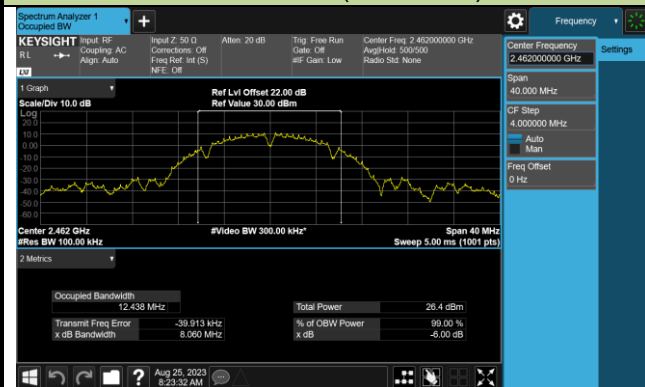 Spectrum Analyzer 1
Occupied BW
Frequency
KEYSIGHT
Input: RF
Coupling: AC
Align: Auto
Input Z: 50 Ω
Corrections: Off
Freq Ref: Int (S)
NFE: Off
Atten: 20 dB
Trig: Free Run
Gate: Off
#IF Gain: Low
Center Freq: 2.462000000 GHz
Avg|Hold: 500/500
Radio Std: None
RL
LXI
Center Frequency
2.462000000 GHz
Settings
Span
40.000 MHz
CF Step
4.000000 MHz
Auto
Man
Freq Offset
0 Hz
1 Graph
Scale/Div 10.0 dB
Ref Lvl Offset 22.00 dB
Ref Value 30.00 dBm
Log
20.0
10.0
0.00
-10.0
-20.0
-30.0
-40.0
-50.0
-60.0
Center 2.462 GHz
#Res BW 100.00 kHz
#Video BW 300.00 kHz*
Span 40 MHz
Sweep 5.00 ms (1001 pts)
2 Metrics
Occupied Bandwidth
12.438 MHz
Total Power
26.4 dBm
Transmit Freq Error
-39.913 kHz
% of OBW Power
99.00 %
x dB Bandwidth
8.060 MHz
x dB
-6.00 dB
Aug 25, 2023
8:23:32 AM